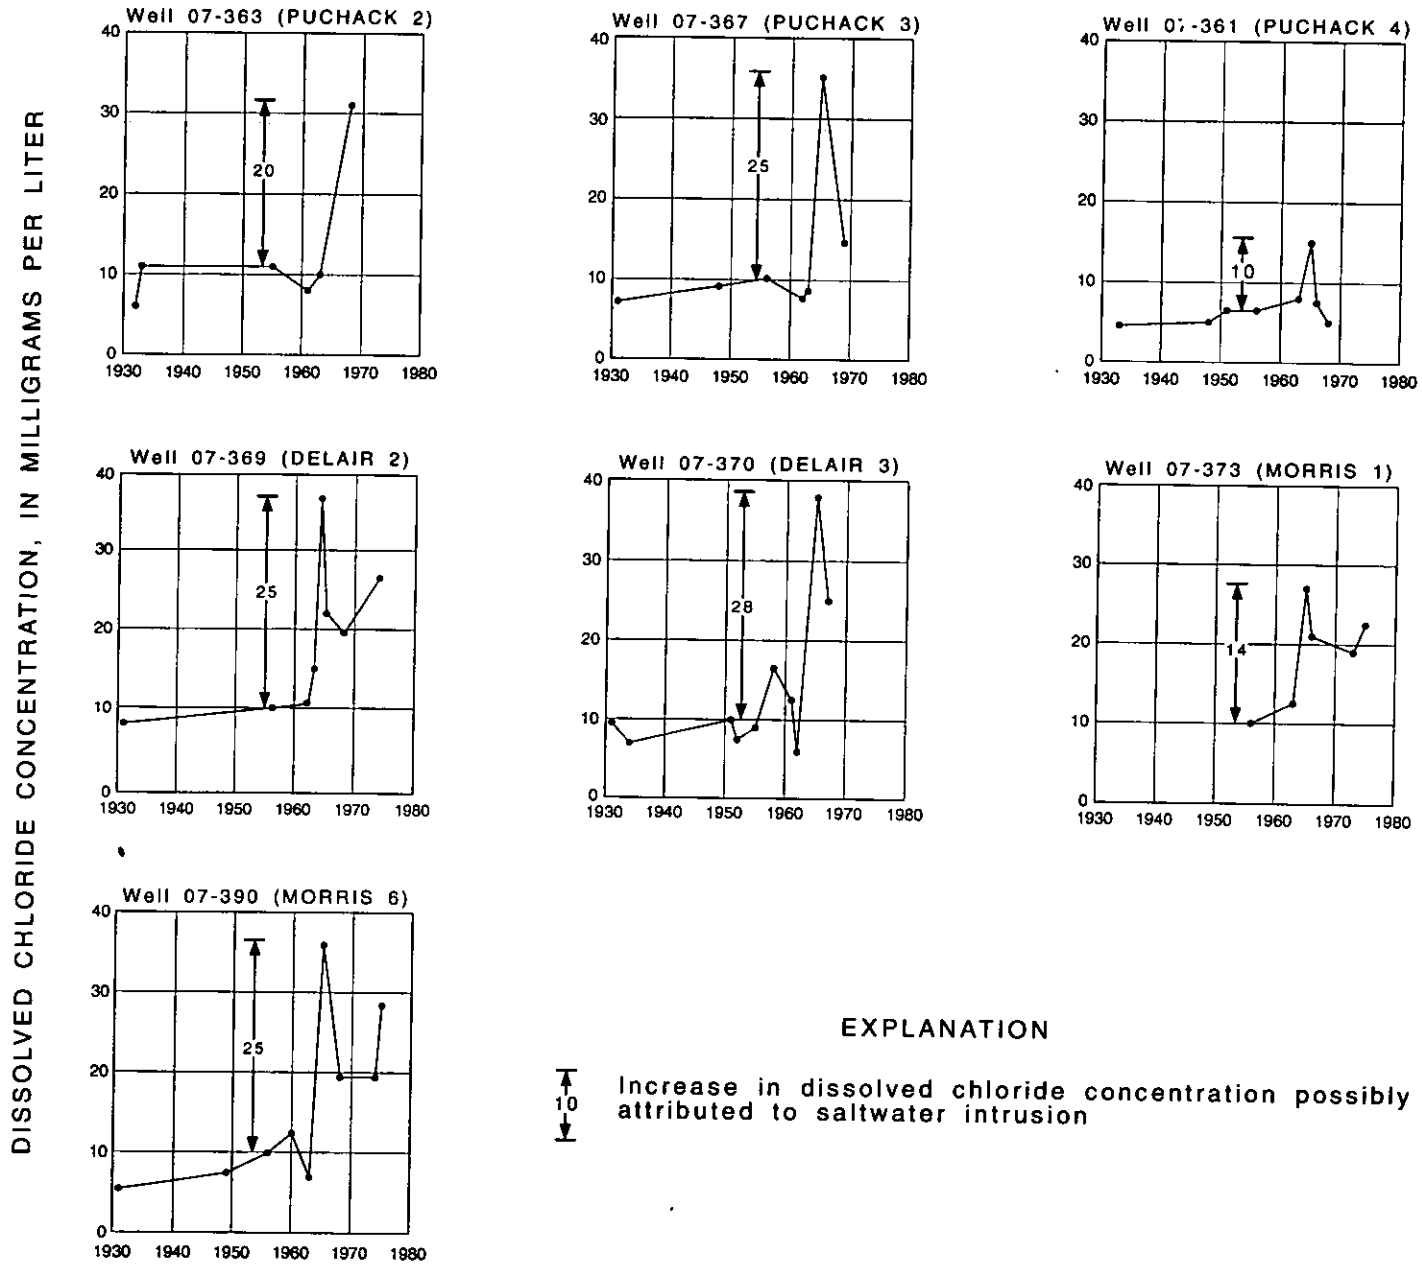 DISSOLVED CHLORIDE CONCENTRATION, IN MILLIGRAMS PER LITER
Well 07-363 (PUCHACK 2)
40
30
20
10
0
20
1930 1940 1950 1960 1970 1980
Well 07-367 (PUCHACK 3)
40
30
20
10
0
25
1930 1940 1950 1960 1970 1980
Well 07-361 (PUCHACK 4)
40
30
20
10
0
10
1930 1940 1950 1960 1970 1980
Well 07-369 (DELAIR 2)
40
30
20
10
0
25
1930 1940 1950 1960 1970 1980
Well 07-370 (DELAIR 3)
40
30
20
10
0
28
1930 1940 1950 1960 1970 1980
Well 07-373 (MORRIS 1)
40
30
20
10
0
14
1930 1940 1950 1960 1970 1980
Well 07-390 (MORRIS 6)
40
30
20
10
0
25
1930 1940 1950 1960 1970 1980
EXPLANATION
10
Increase in dissolved chloride concentration possibly
attributed to saltwater intrusion